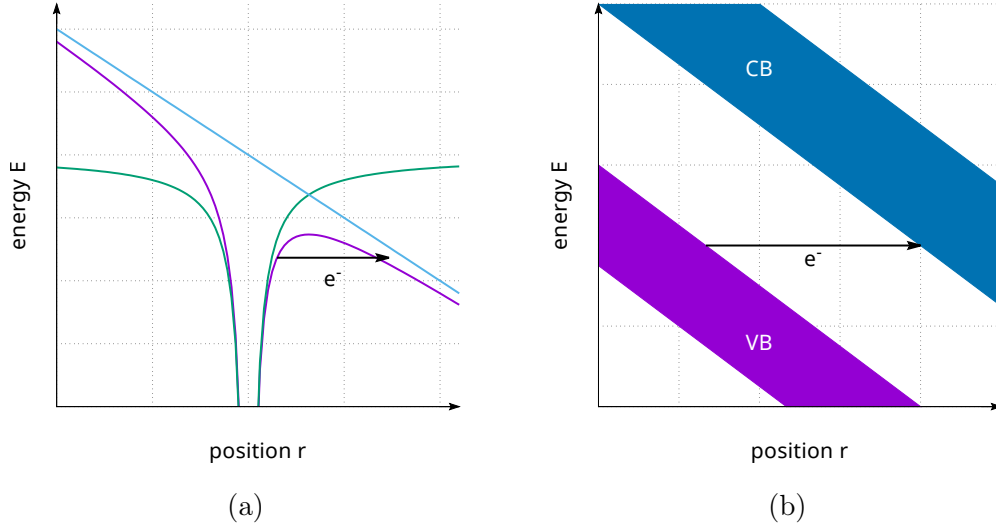 energy E
e-
position r
(a)
energy E
CB
e-
VB
position r
(b)